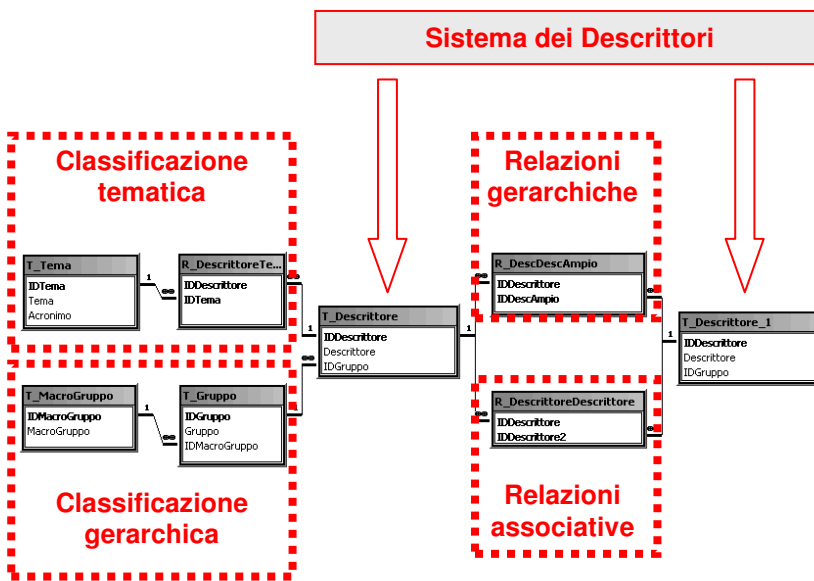 Sistema dei Descrittori
Classificazione
tematica
T_Tema
IDTema
Tema
Acronimo
1
∞
R_DescrittoreTe...
IDDescrittore
IDTema
∞
T_MacroGruppo
IDMacroGruppo
MacroGruppo
1
∞
T_Gruppo
IDGruppo
Gruppo
IDMacroGruppo
1
Classificazione
gerarchica
1
∞
T_Descrittore
IDDescrittore
Descrittore
IDGruppo
1
Relazioni
gerarchiche
∞
R_DescDescAmpio
IDDescrittore
IDDescAmpio
∞
∞
R_DescrittoreDescrittore
IDDescrittore
IDDescrittore2
∞
Relazioni
associative
1
T_Descrittore_1
IDDescrittore
Descrittore
IDGruppo